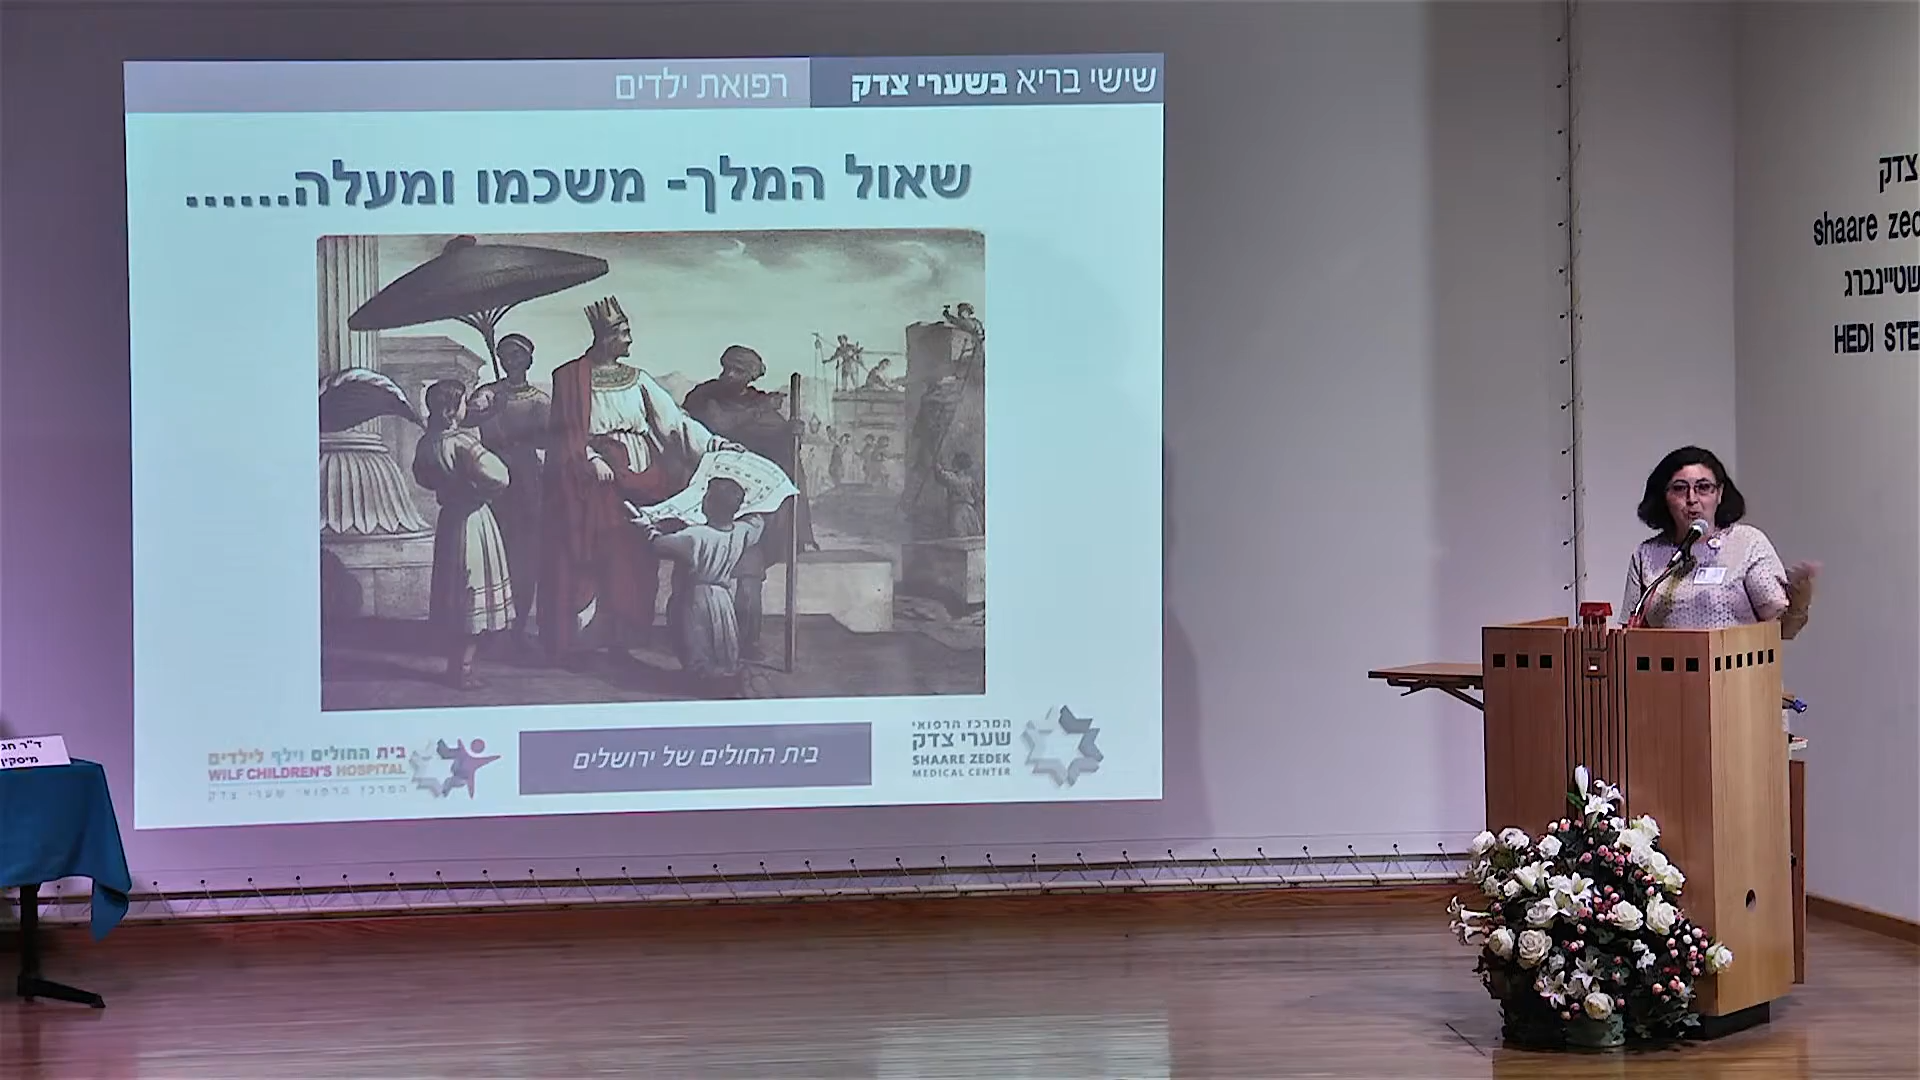 שישי בריא בשערי צדק
רפואת ילדים
שאול המלך- משכמו ומעלה......
המרכז הרפואי
שערי צדק
SHAARE ZEDEK
MEDICAL CENTER
בית החולים של ירושלים
בית החולים וילף לילדים
WILF CHILDREN'S HOSPITAL
המרכז הרפואי שערי צדק
צדק
shaare zed
שטיינברג
HEDI STE
ד"ר חג
מיסקין